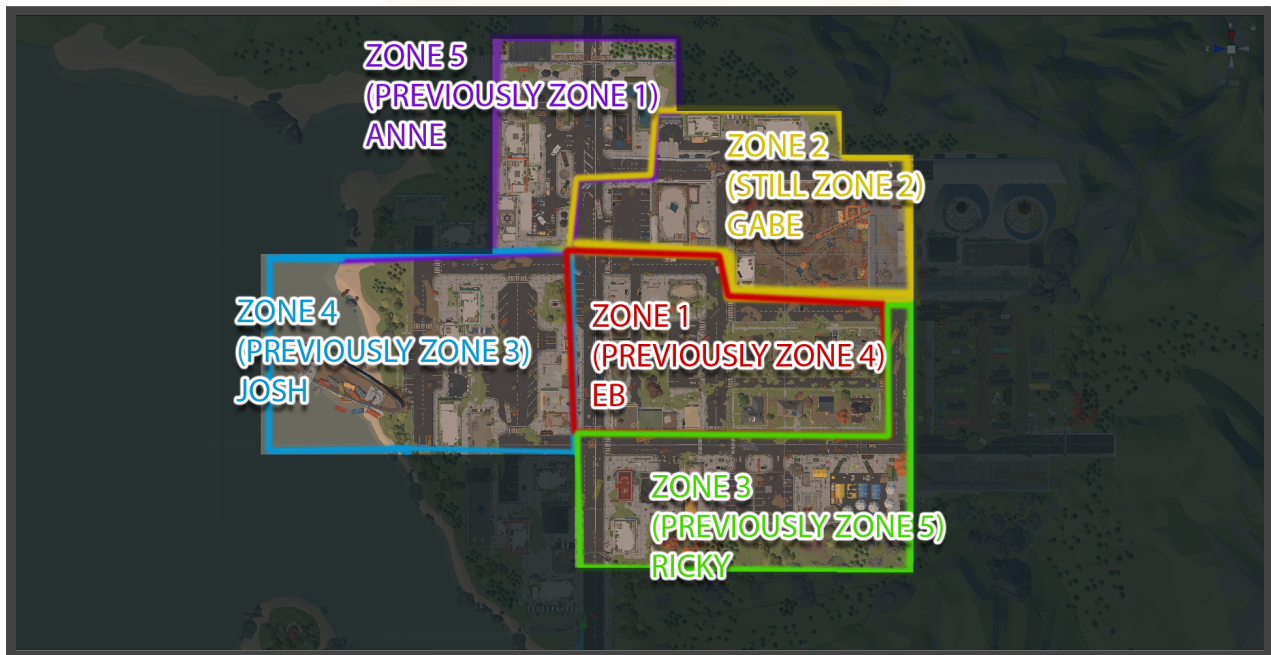 ZONE 5
(PREVIOUSLY ZONE 1)
ANNE
ZONE 2
(STILL ZONE 2)
GABE
ZONE 4
(PREVIOUSLY ZONE 3)
JOSH
ZONE 1
(PREVIOUSLY ZONE 4)
EB
ZONE 3
(PREVIOUSLY ZONE 5)
RICKY